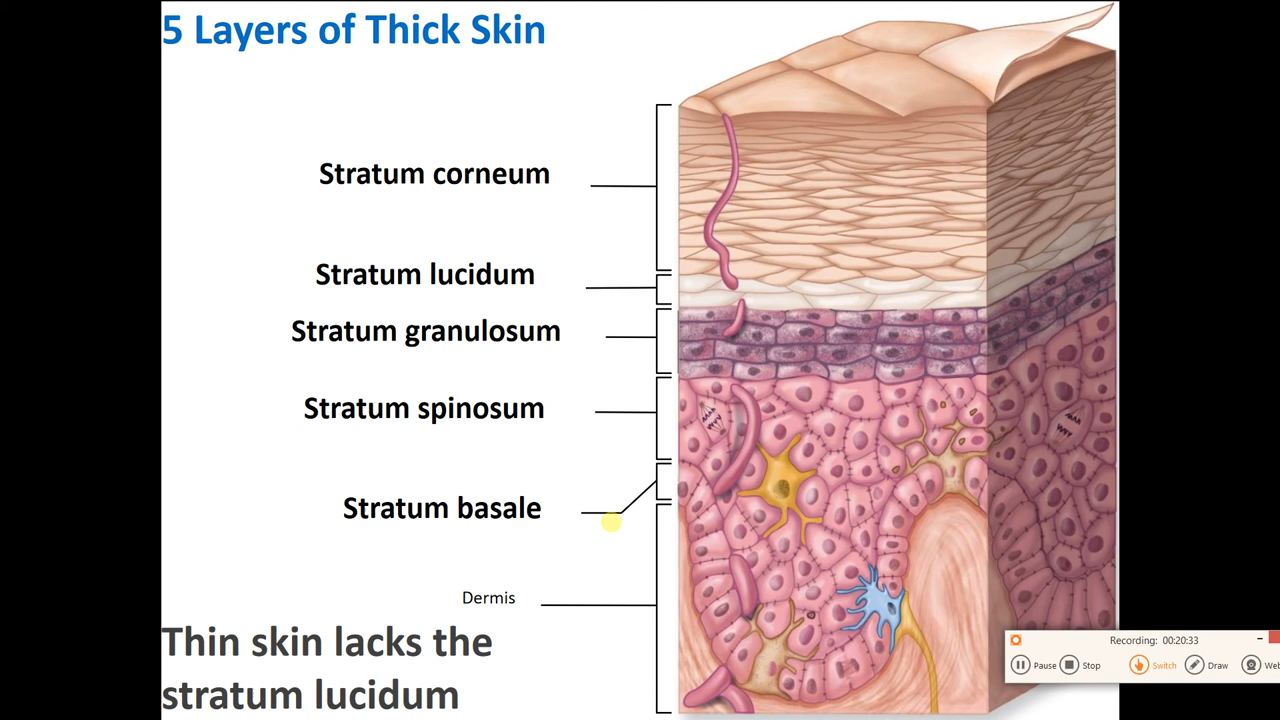 5 Layers of Thick Skin
Stratum corneum
Stratum lucidum
Stratum granulosum
Stratum spinosum
Stratum basale
Dermis
Thin skin lacks the
stratum lucidum
Recording: 00:20:33
Pause Stop Switch Draw Web